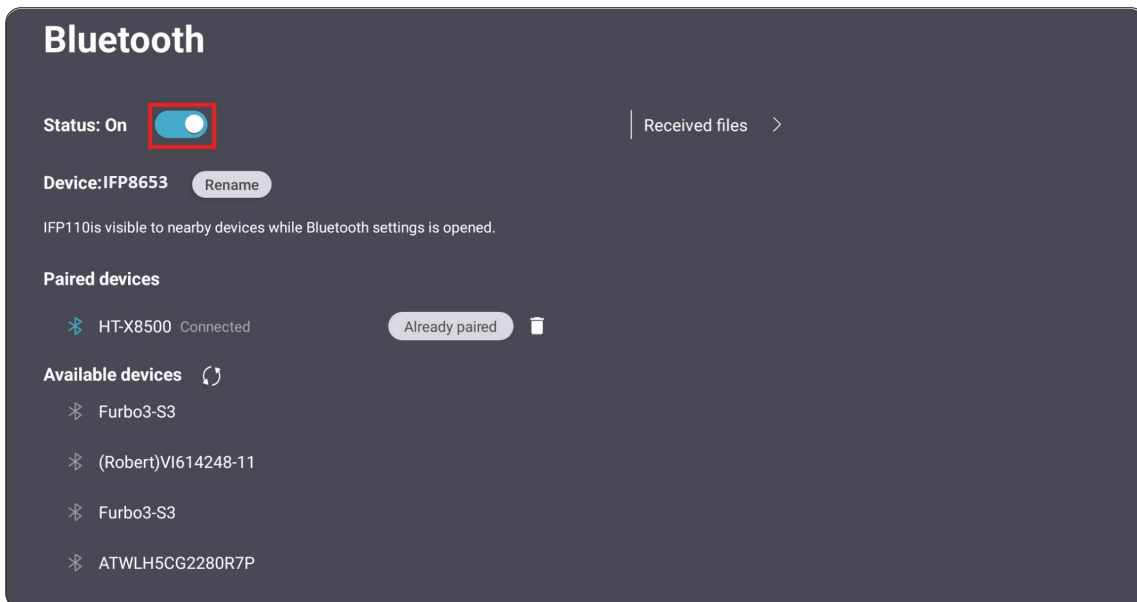 Bluetooth
Status: On
Received files
Device:IFP8653 Rename
IFP110is visible to nearby devices while Bluetooth settings is opened.
Paired devices
HT-X8500 Connected Already paired
Available devices
Furbo3-S3
(Robert)VI614248-11
Furbo3-S3
ATWLH5CG2280R7P